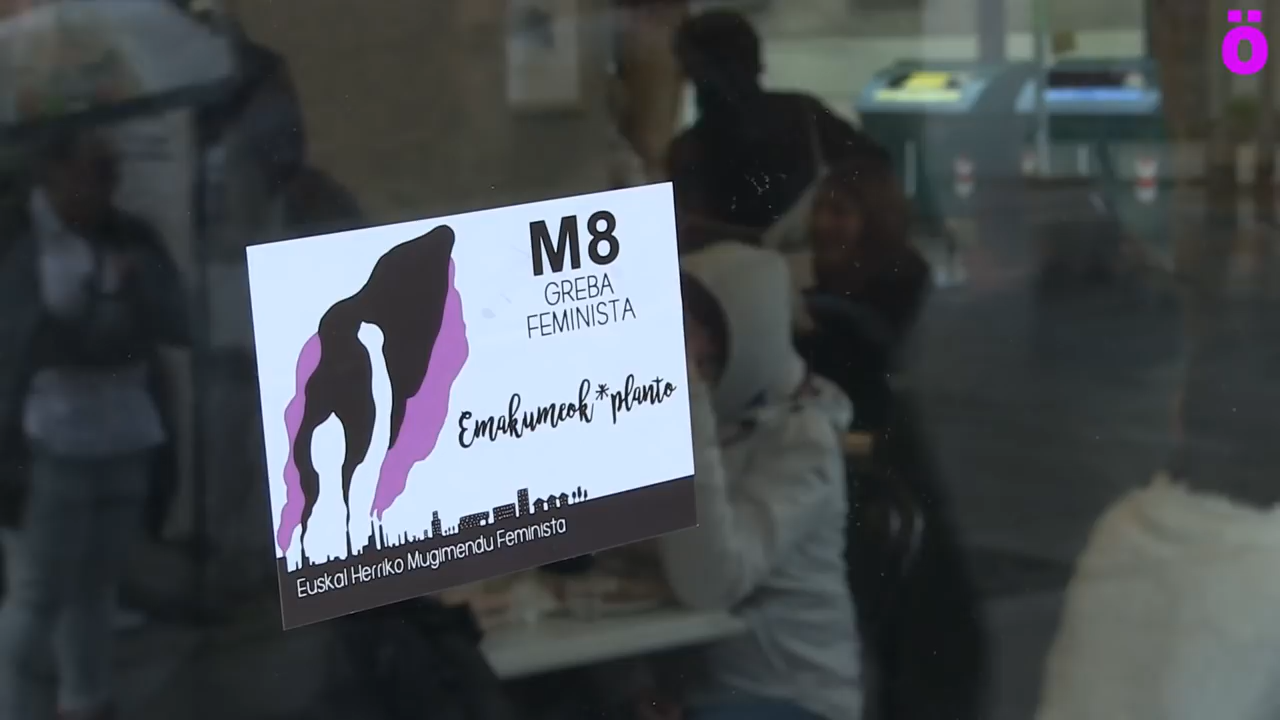 ö
M8
GREBA
FEMINISTA
Emakumeok*planto
Euskal Herriko Mugimendu Feminista